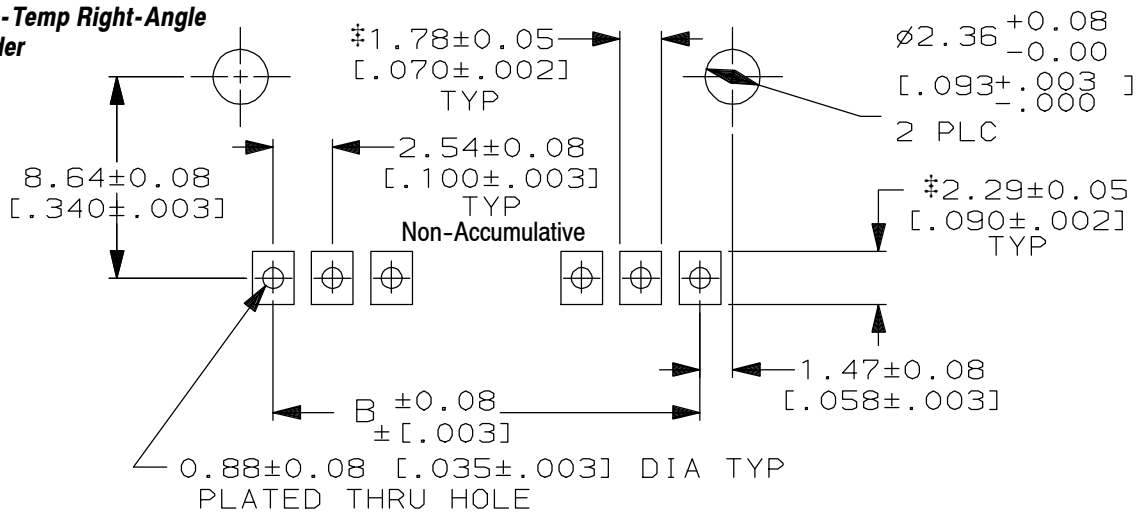 -Temp Right-Angle
der
‡1.78±0.05
[.070±.002]
TYP
⌀2.36 +0.08
-0.00
[.093+.003 ]
-.000
2 PLC
8.64±0.08
[.340±.003]
2.54±0.08
[.100±.003]
TYP
Non-Accumulative
‡2.29±0.05
[.090±.002]
TYP
1.47±0.08
[.058±.003]
B ±0.08
±[.003]
0.88±0.08 [.035±.003] DIA TYP
PLATED THRU HOLE